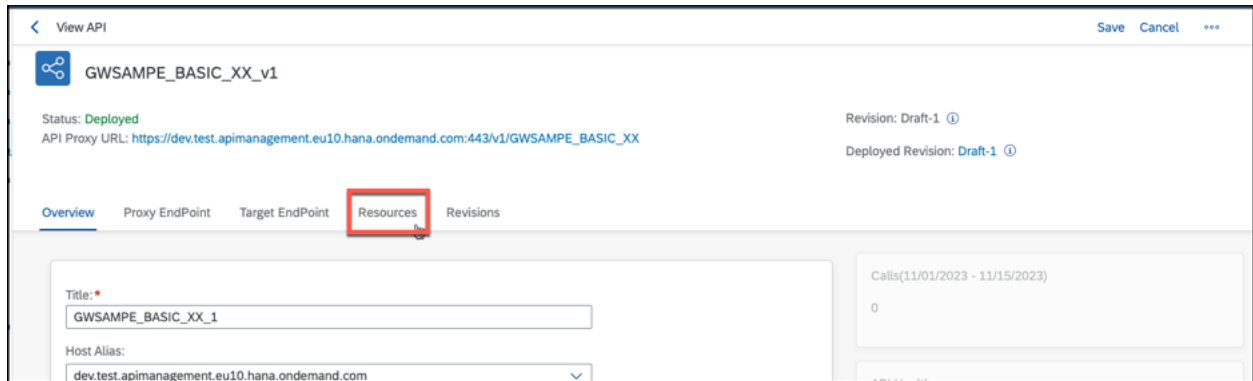 View API
Save Cancel
GWSAMPE_BASIC_XX_v1
Status: Deployed
API Proxy URL: https://dev.test.apimanagement.eu10.hana.ondemand.com:443/v1/GWSAMPE_BASIC_XX
Revision: Draft-1
Deployed Revision: Draft-1
Overview Proxy EndPoint Target EndPoint Resources Revisions
Title:*
GWSAMPE_BASIC_XX_1
Host Alias:
dev.test.apimanagement.eu10.hana.ondemand.com
Calls(11/01/2023 - 11/15/2023)
0